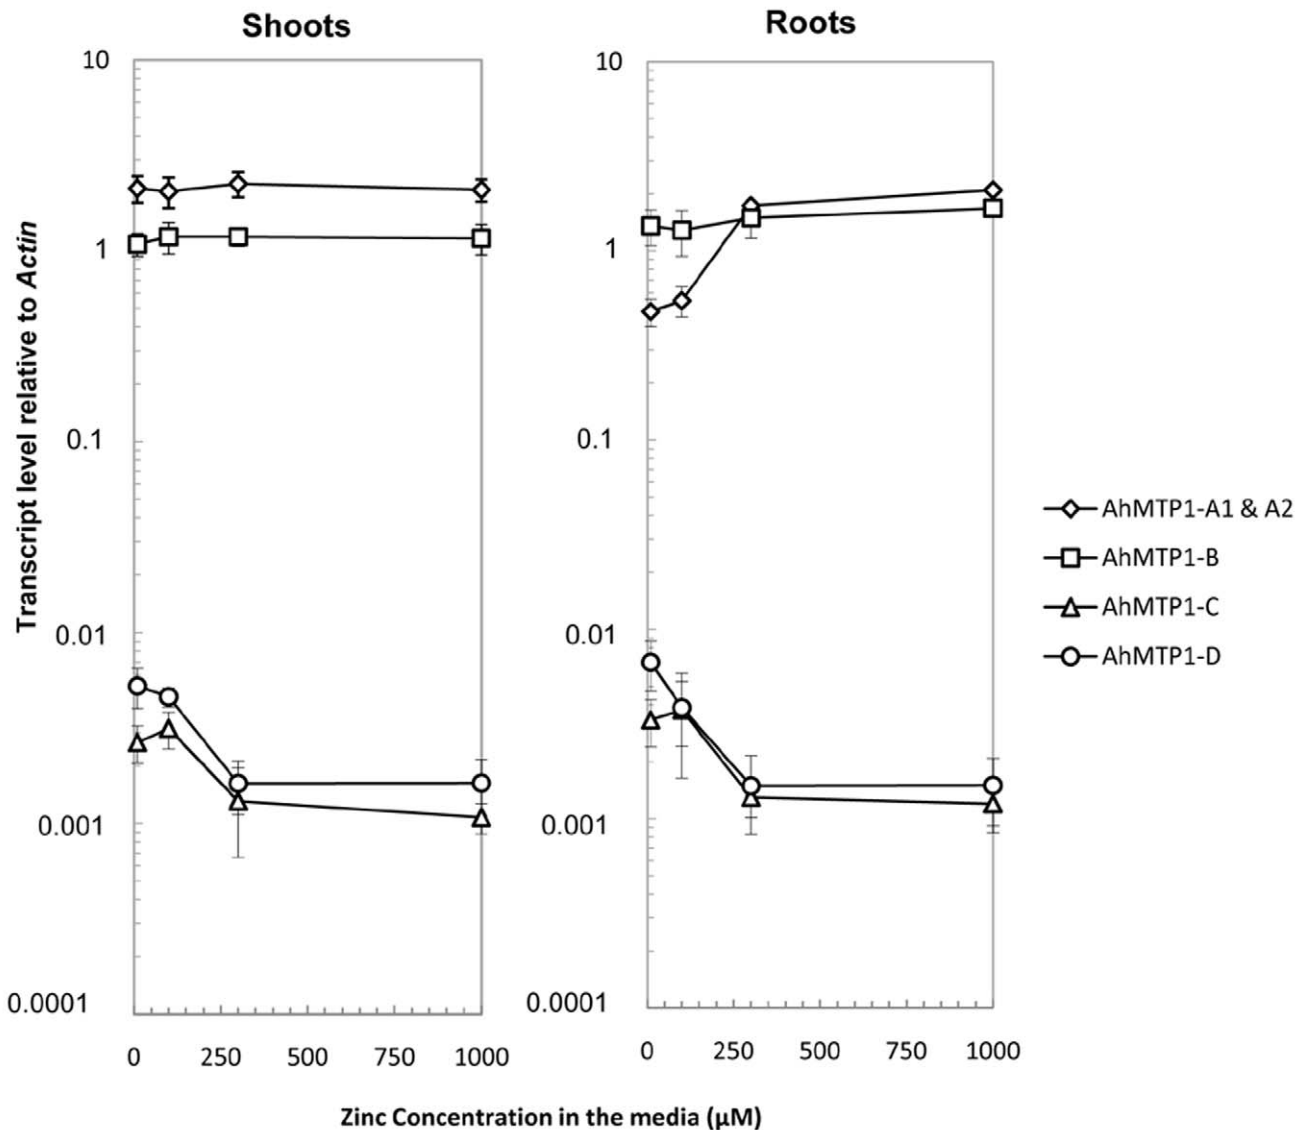 Shoots
Roots
10
1
0.1
0.01
0.001
0.0001
10
1
0.1
0.01
0.001
0.0001
Transcript level relative to Actin
0 250 500 750 1000
0 250 500 750 1000
Zinc Concentration in the media (μM)
AhMTP1-A1 & A2
AhMTP1-B
AhMTP1-C
AhMTP1-D